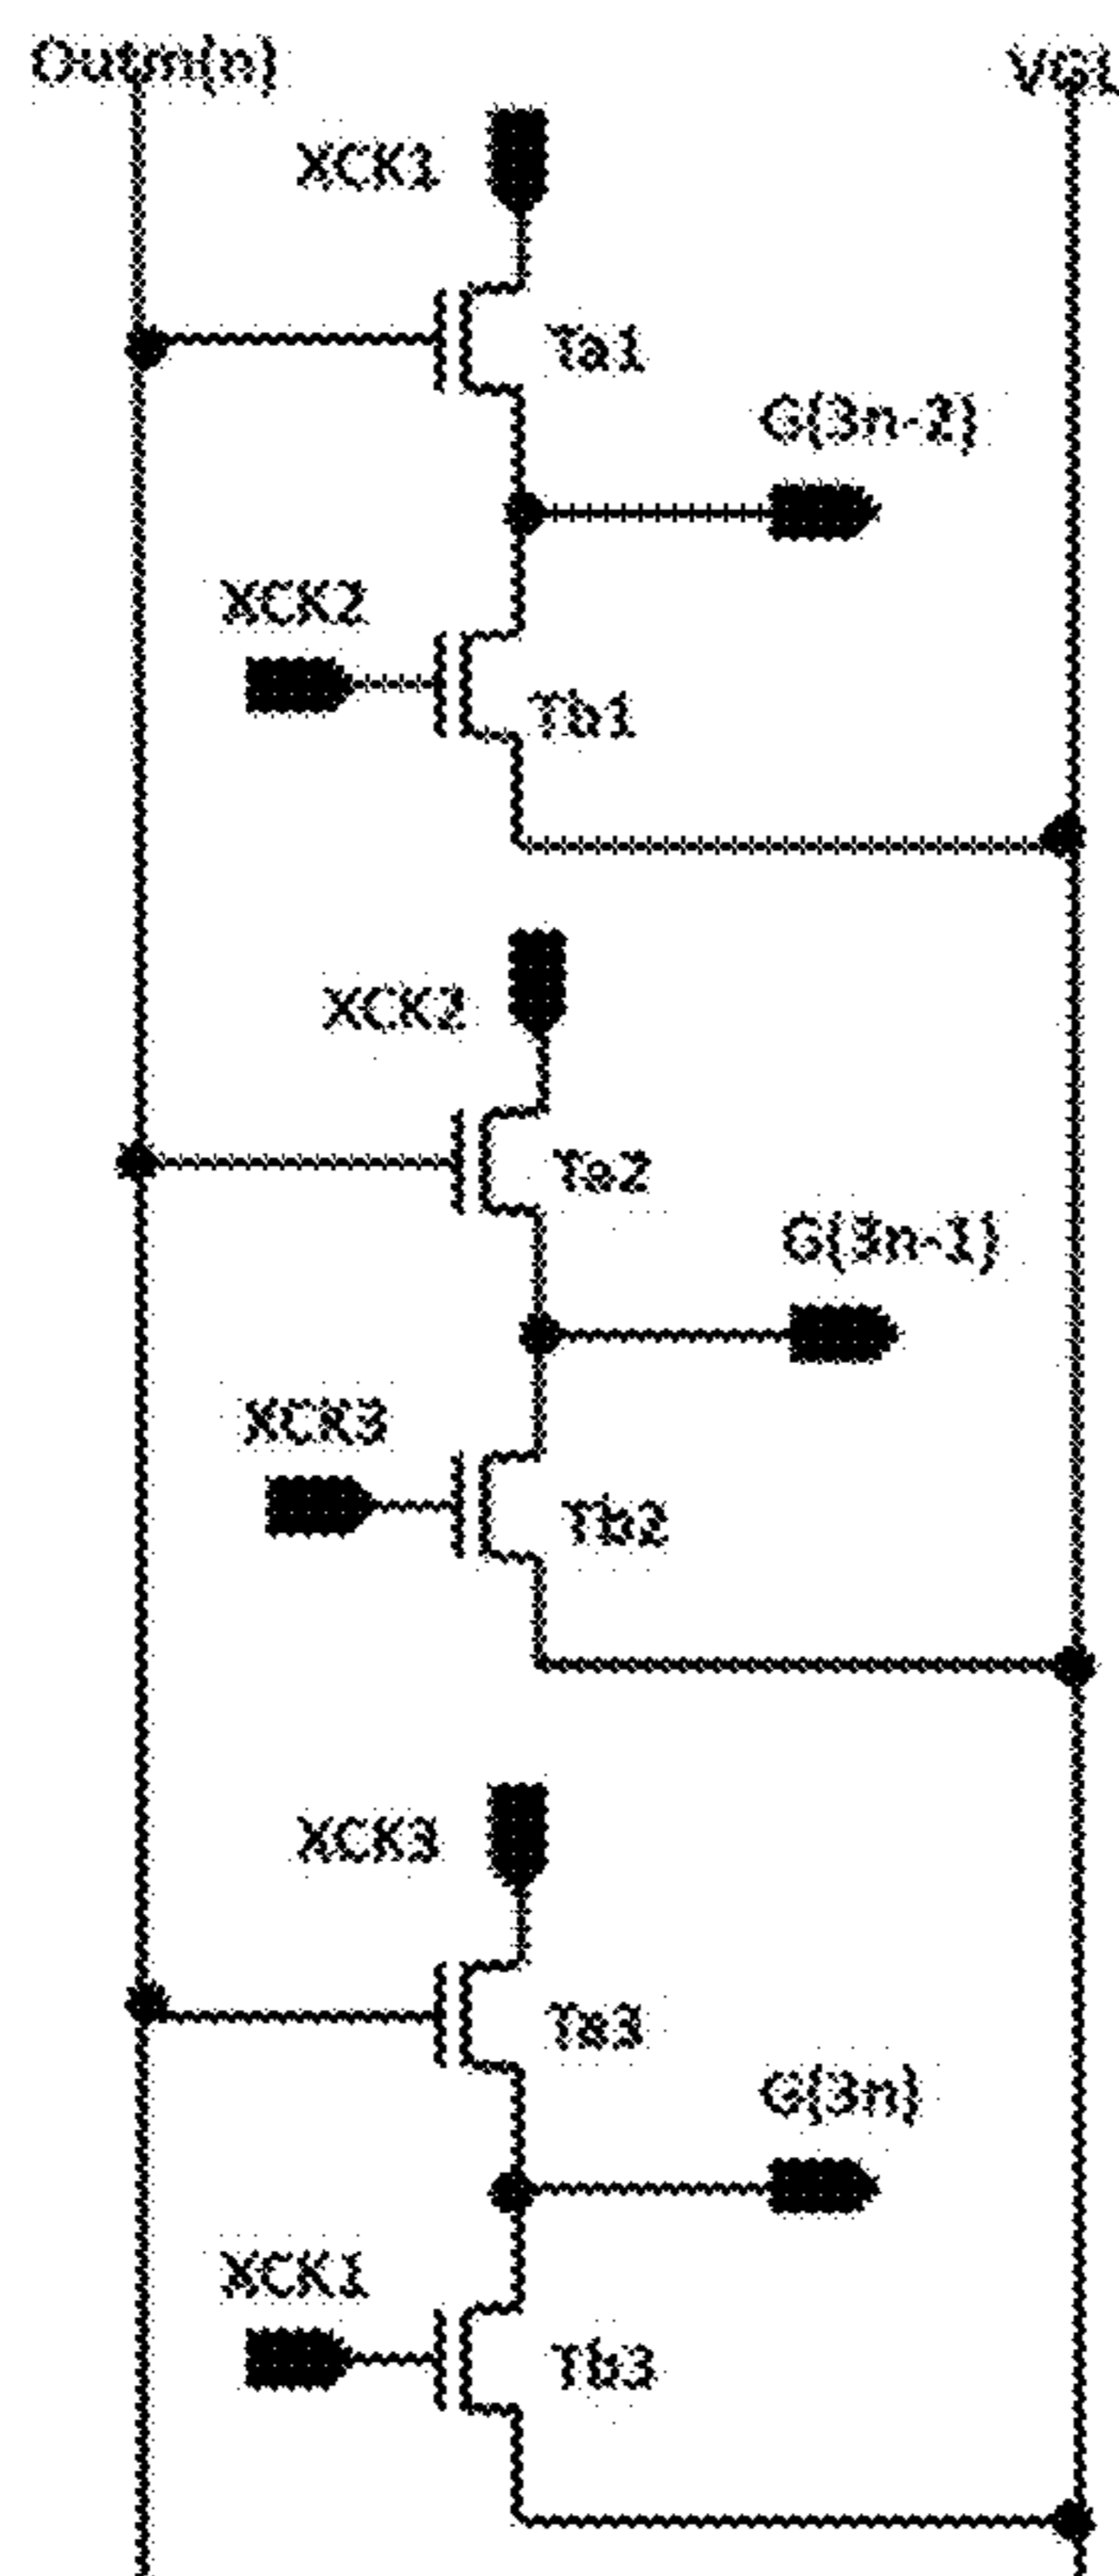 Outm(n)
VGL
XCK1
Ta1
G(3n-2)
XCK2
Tb1
XCK2
Ta2
G(3n-1)
XCK3
Tb2
XCK3
Ta3
G(3n)
XCK1
Tb3